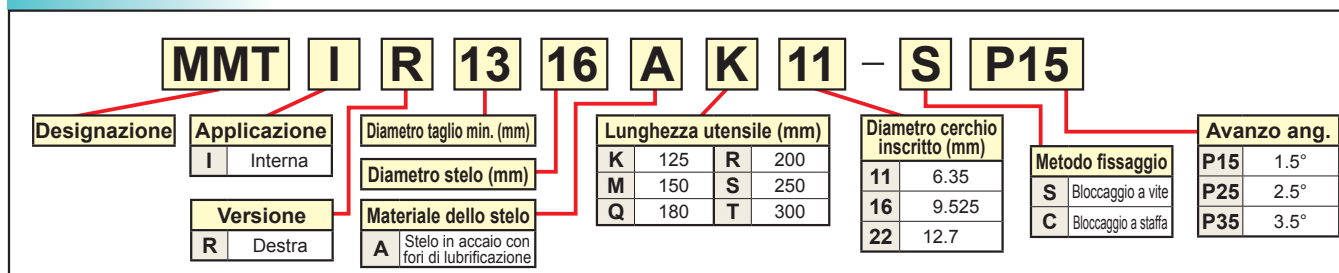 MMT I R 13 16 A K 11 – S P15
Designazione
Applicazione
I Interna
Versione
R Destra
Diametro taglio min. (mm)
Diametro stelo (mm)
Materiale dello stelo
A Stelo in accaio con
fori di lubrificazione
Lunghezza utensile (mm)
K 125 R 200
M 150 S 250
Q 180 T 300
Diametro cerchio
inscritto (mm)
11 6.35
16 9.525
22 12.7
Metodo fissaggio
S Bloccaggio a vite
C Bloccaggio a staffa
Avanzo ang.
P15 1.5°
P25 2.5°
P35 3.5°